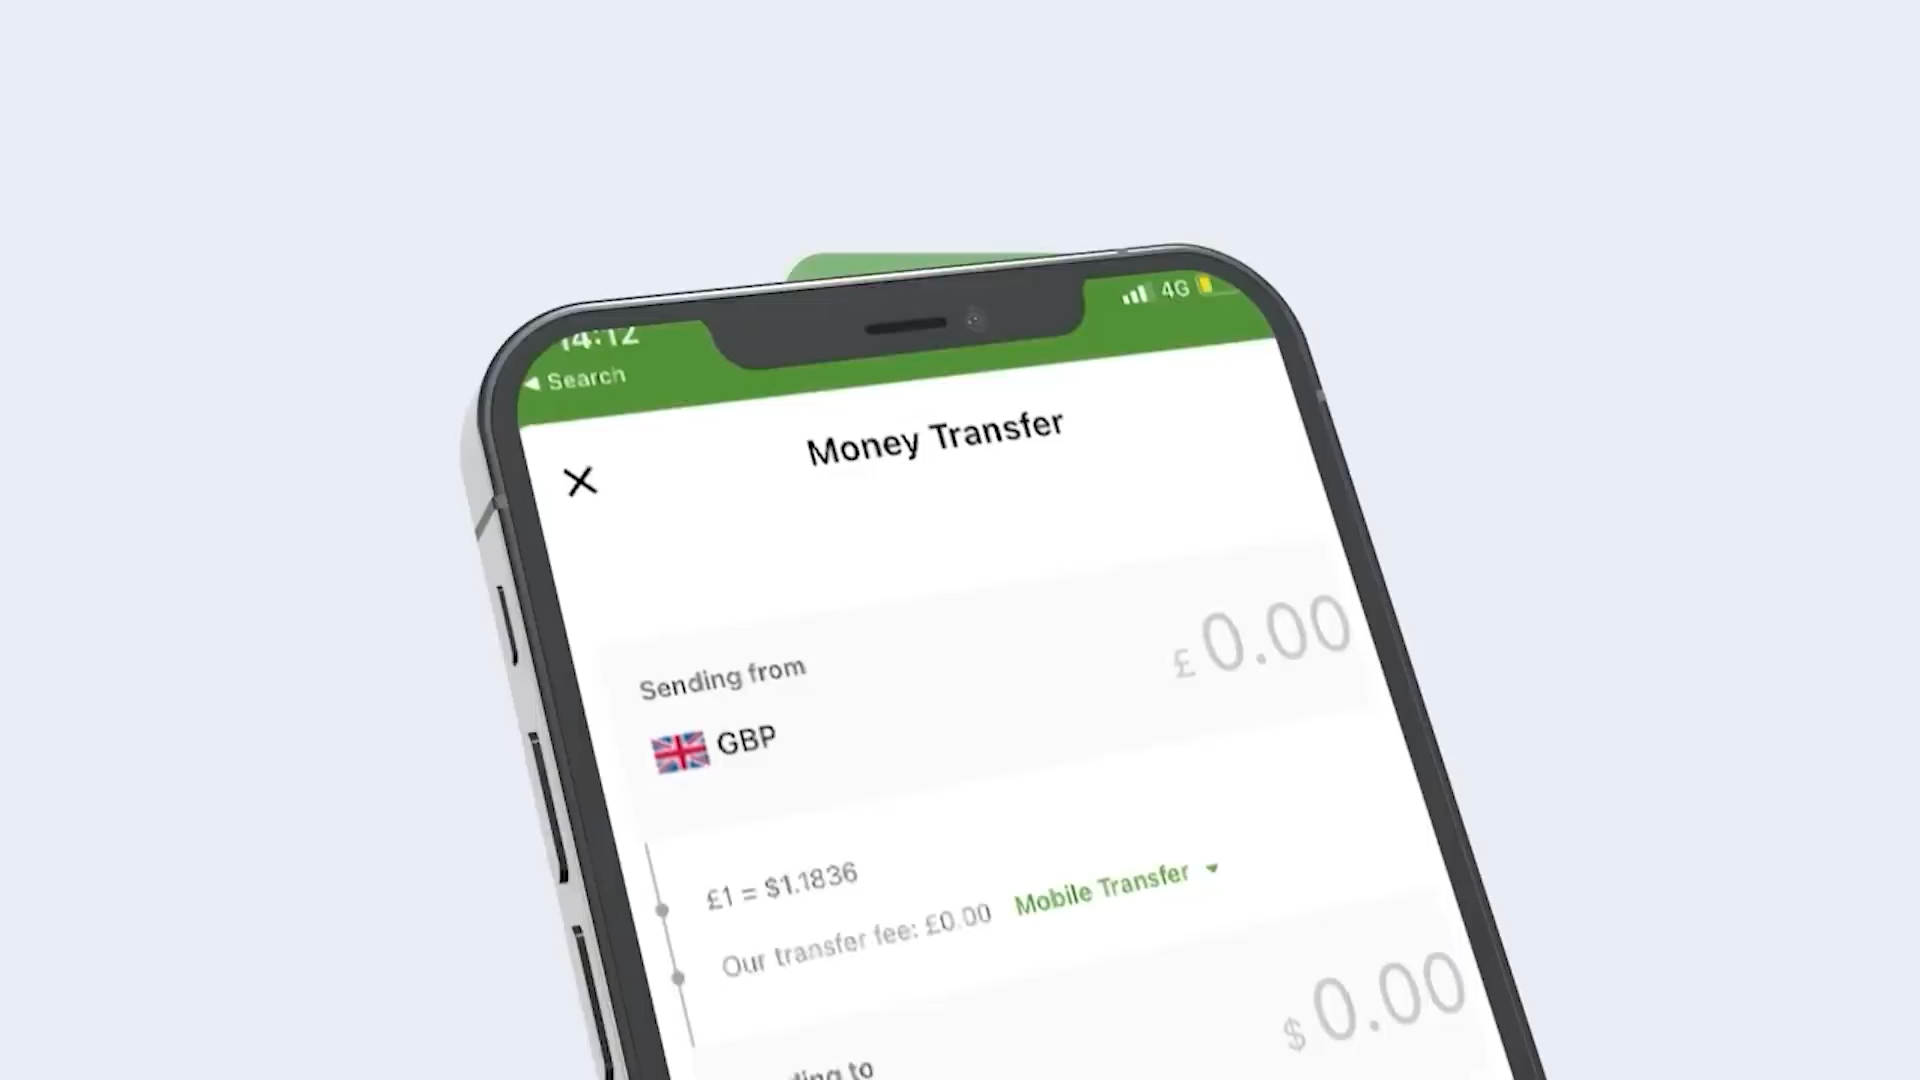 14:12
4G
◀ Search
Money Transfer
£0.00
Sending from
GBP
£1 = $1.1836
Our transfer fee: £0.00 Mobile Transfer
$0.00
to